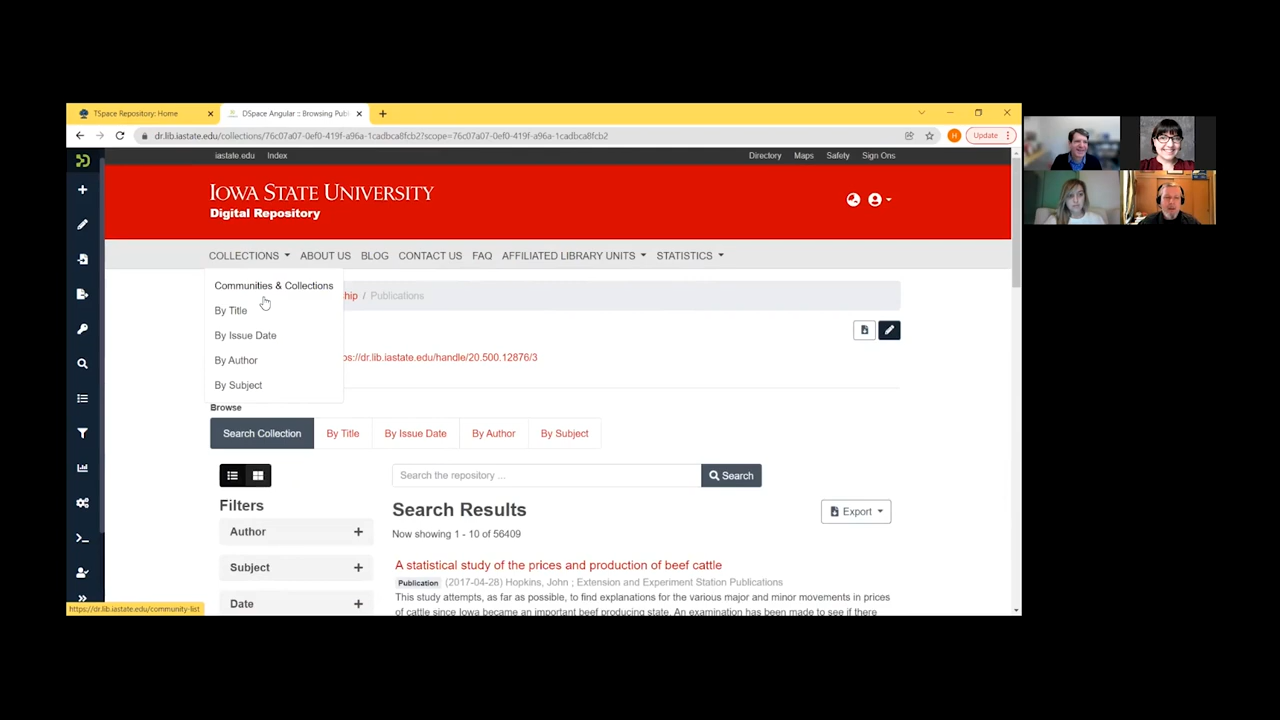 TSpace Repository: Home
DSpace Angular :: Browsing Publ
dr.lib.iastate.edu/collections/76c07a07-0ef0-419f-a96a-1cadbca8fcb2?scope=76c07a07-0ef0-419f-a96a-1cadbca8fcb2
H
Update
iastate.edu Index Directory Maps Safety Sign Ons
IOWA STATE UNIVERSITY
Digital Repository
COLLECTIONS ABOUT US BLOG CONTACT US FAQ AFFILIATED LIBRARY UNITS STATISTICS
Communities & Collections
ship / Publications
By Title
By Issue Date
ps://dr.lib.iastate.edu/handle/20.500.12876/3
By Author
By Subject
Browse
Search Collection By Title By Issue Date By Author By Subject
Search the repository ... Search
Filters
Search Results
Export
Author
Now showing 1 - 10 of 56409
Subject
A statistical study of the prices and production of beef cattle
Publication (2017-04-28) Hopkins, John ; Extension and Experiment Station Publications
Date
This study attempts, as far as possible, to find explanations for the various major and minor movements in prices
of cattle since Iowa became an important beef producing state. An examination has been made to see if there
https://dr.lib.iastate.edu/community-list